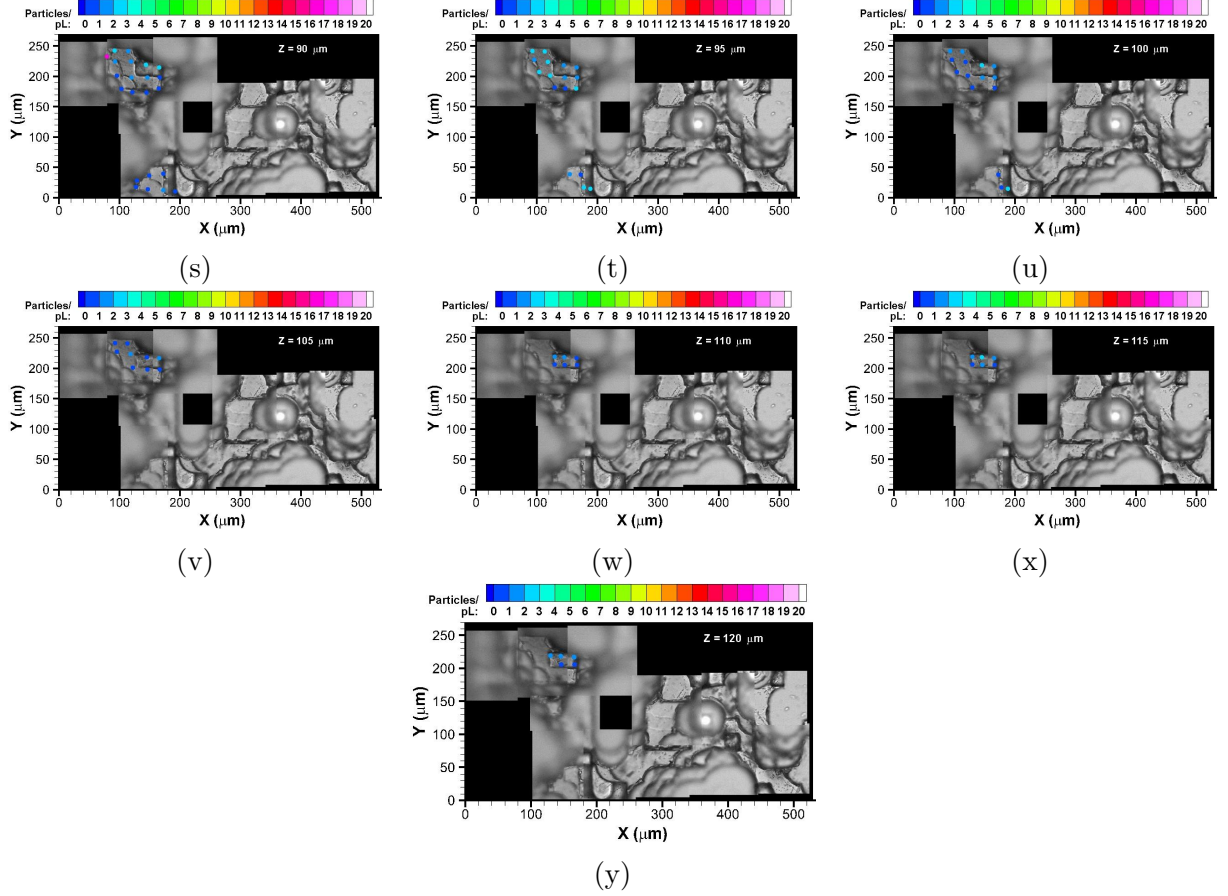 Particles/
pL: 0 1 2 3 4 5 6 7 8 9 10 11 12 13 14 15 16 17 18 19 20
Z = 90 μm
250
200
150
100
50
0
Y (μm)
0 100 200 300 400 500
X (μm)
(s)
Particles/
pL: 0 1 2 3 4 5 6 7 8 9 10 11 12 13 14 15 16 17 18 19 20
Z = 95 μm
250
200
150
100
50
0
Y (μm)
0 100 200 300 400 500
X (μm)
(t)
Particles/
pL: 0 1 2 3 4 5 6 7 8 9 10 11 12 13 14 15 16 17 18 19 20
Z = 100 μm
250
200
150
100
50
0
Y (μm)
0 100 200 300 400 500
X (μm)
(u)
Particles/
pL: 0 1 2 3 4 5 6 7 8 9 10 11 12 13 14 15 16 17 18 19 20
Z = 105 μm
250
200
150
100
50
0
Y (μm)
0 100 200 300 400 500
X (μm)
(v)
Particles/
pL: 0 1 2 3 4 5 6 7 8 9 10 11 12 13 14 15 16 17 18 19 20
Z = 110 μm
250
200
150
100
50
0
Y (μm)
0 100 200 300 400 500
X (μm)
(w)
Particles/
pL: 0 1 2 3 4 5 6 7 8 9 10 11 12 13 14 15 16 17 18 19 20
Z = 115 μm
250
200
150
100
50
0
Y (μm)
0 100 200 300 400 500
X (μm)
(x)
Particles/
pL: 0 1 2 3 4 5 6 7 8 9 10 11 12 13 14 15 16 17 18 19 20
Z = 120 μm
250
200
150
100
50
0
Y (μm)
0 100 200 300 400 500
X (μm)
(y)